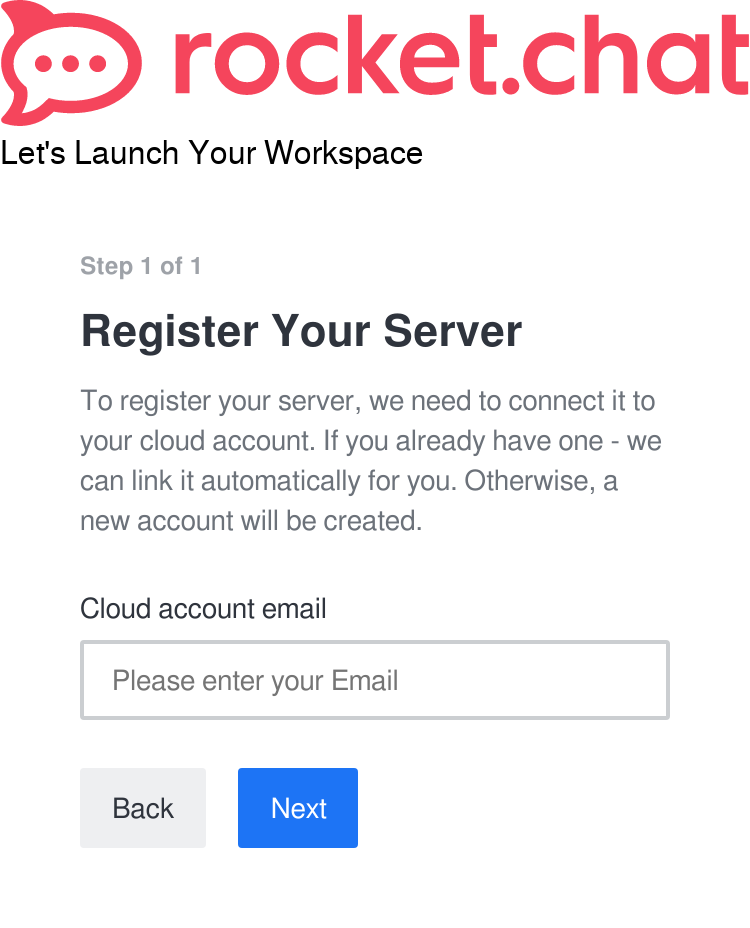 rocket.chat
Let's Launch Your Workspace
Step 1 of 1
Register Your Server
To register your server, we need to connect it to
your cloud account. If you already have one - we
can link it automatically for you. Otherwise, a
new account will be created.
Cloud account email
Please enter your Email
Back Next